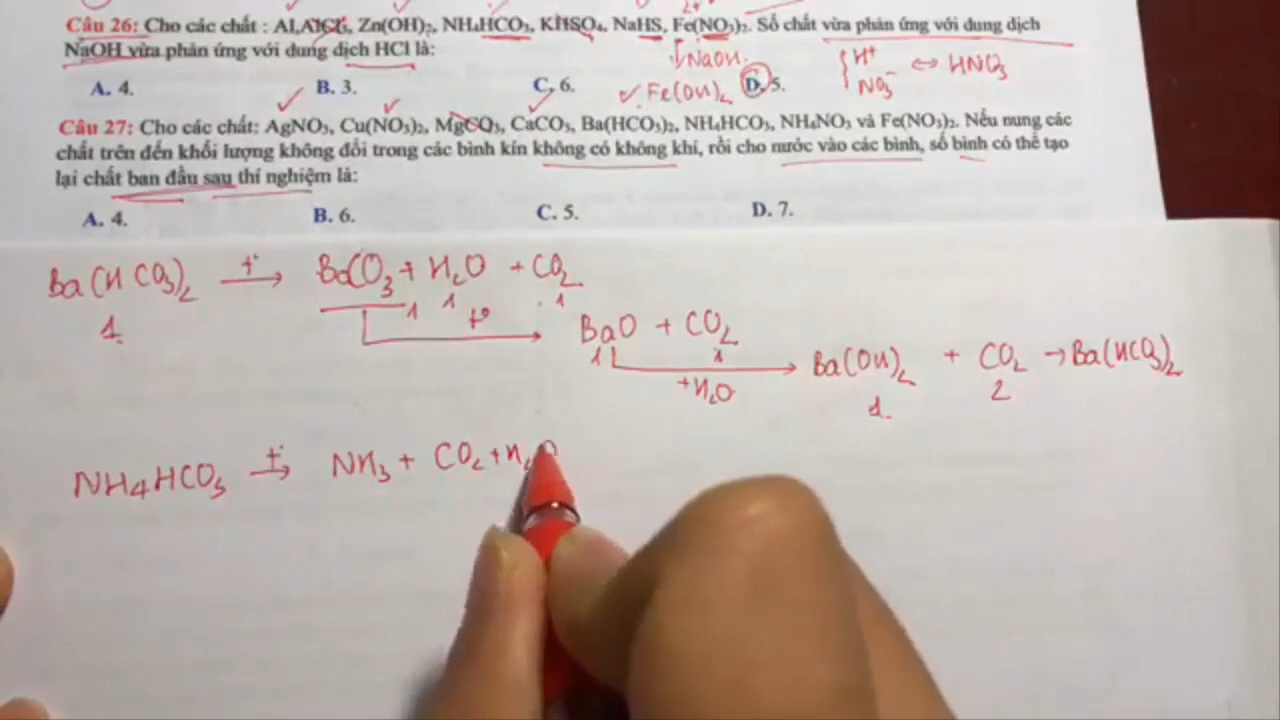 Câu 26: Cho các chất : Al, AlCl₃, Zn(OH)₂, NH₄HCO₃, KHSO₄, NaHS, Fe(NO₃)₂. Số chất vừa phản ứng với dung dịch
NaOH vừa phản ứng với dung dịch HCl là:
A. 4. B. 3. C. 6. D. 5.
2+
↓ NaOH
✓ Fe(OH)₂
H⁺ NO₃⁻ ⇔ HNO₃
Câu 27: Cho các chất: AgNO₃, Cu(NO₃)₂, MgCO₃, CaCO₃, Ba(HCO₃)₂, NH₄HCO₃, NH₄NO₃ và Fe(NO₃)₂. Nếu nung các
chất trên đến khối lượng không đổi trong các bình kín không có không khí, rồi cho nước vào các bình, số bình có thể tạo
lại chất ban đầu sau thí nghiệm là:
A. 4. B. 6. C. 5. D. 7.
Ba(HCO₃)₂ → BaCO₃ + H₂O + CO₂
1 1 1 1
t° → BaO + CO₂
1 1
+H₂O → Ba(OH)₂ + CO₂ → Ba(HCO₃)₂
1 2
NH₄HCO₃ → NH₃ + CO₂ + H₂O